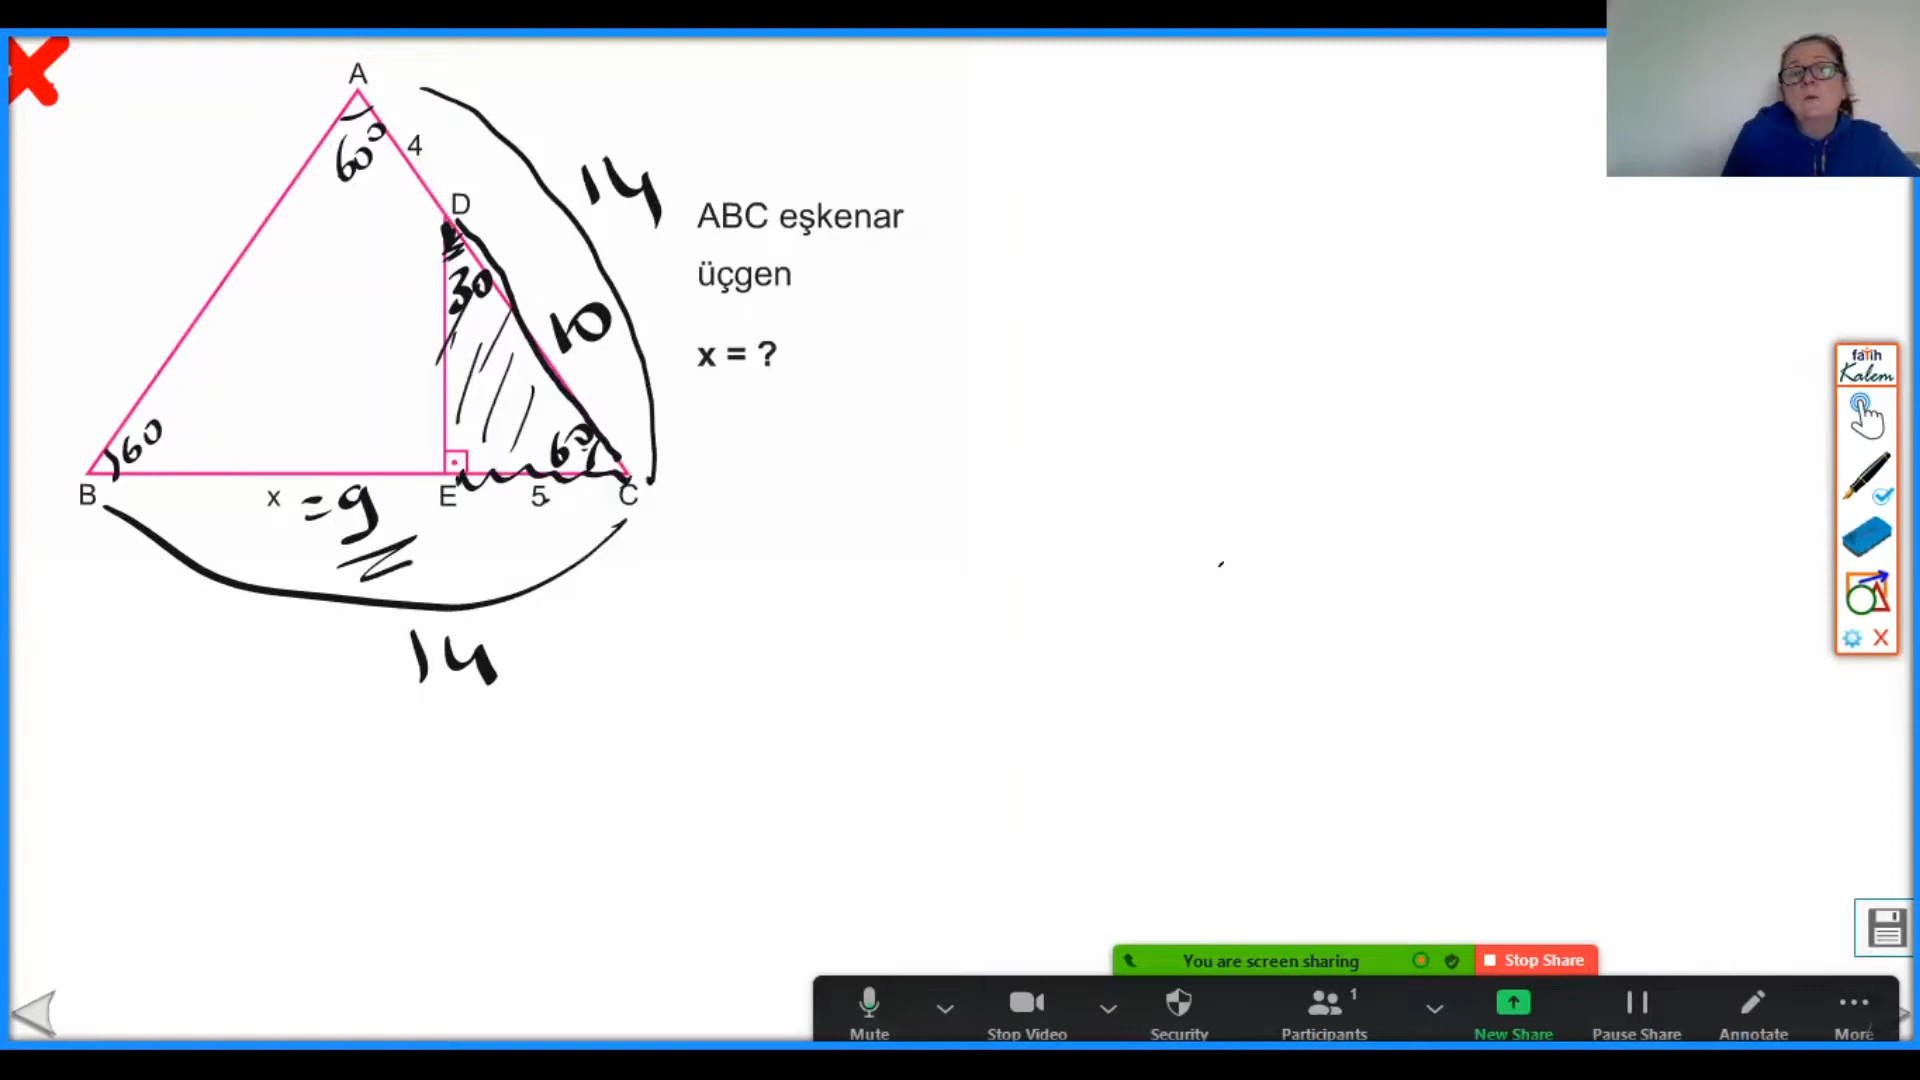 A
60°
4
14
D
ABC eşkenar
üçgen
30
10
x = ?
fatih
Kalem
60
60
B
x
= 9
E
5
C
14
You are screen sharing
Stop Share
1
Mute
Stop Video
Security
Participants
New Share
Pause Share
Annotate
More